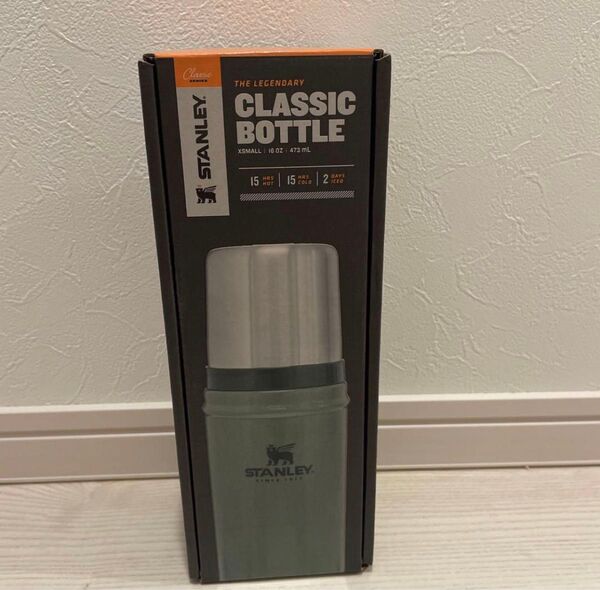 Classic
SERIES
STANLEY
THE LEGENDARY
CLASSIC
BOTTLE
XSMALL | 16 OZ | 473 mL
15 HRS HOT | 15 HRS COLD | 2 DAYS ICED
STANLEY
SINCE 1913